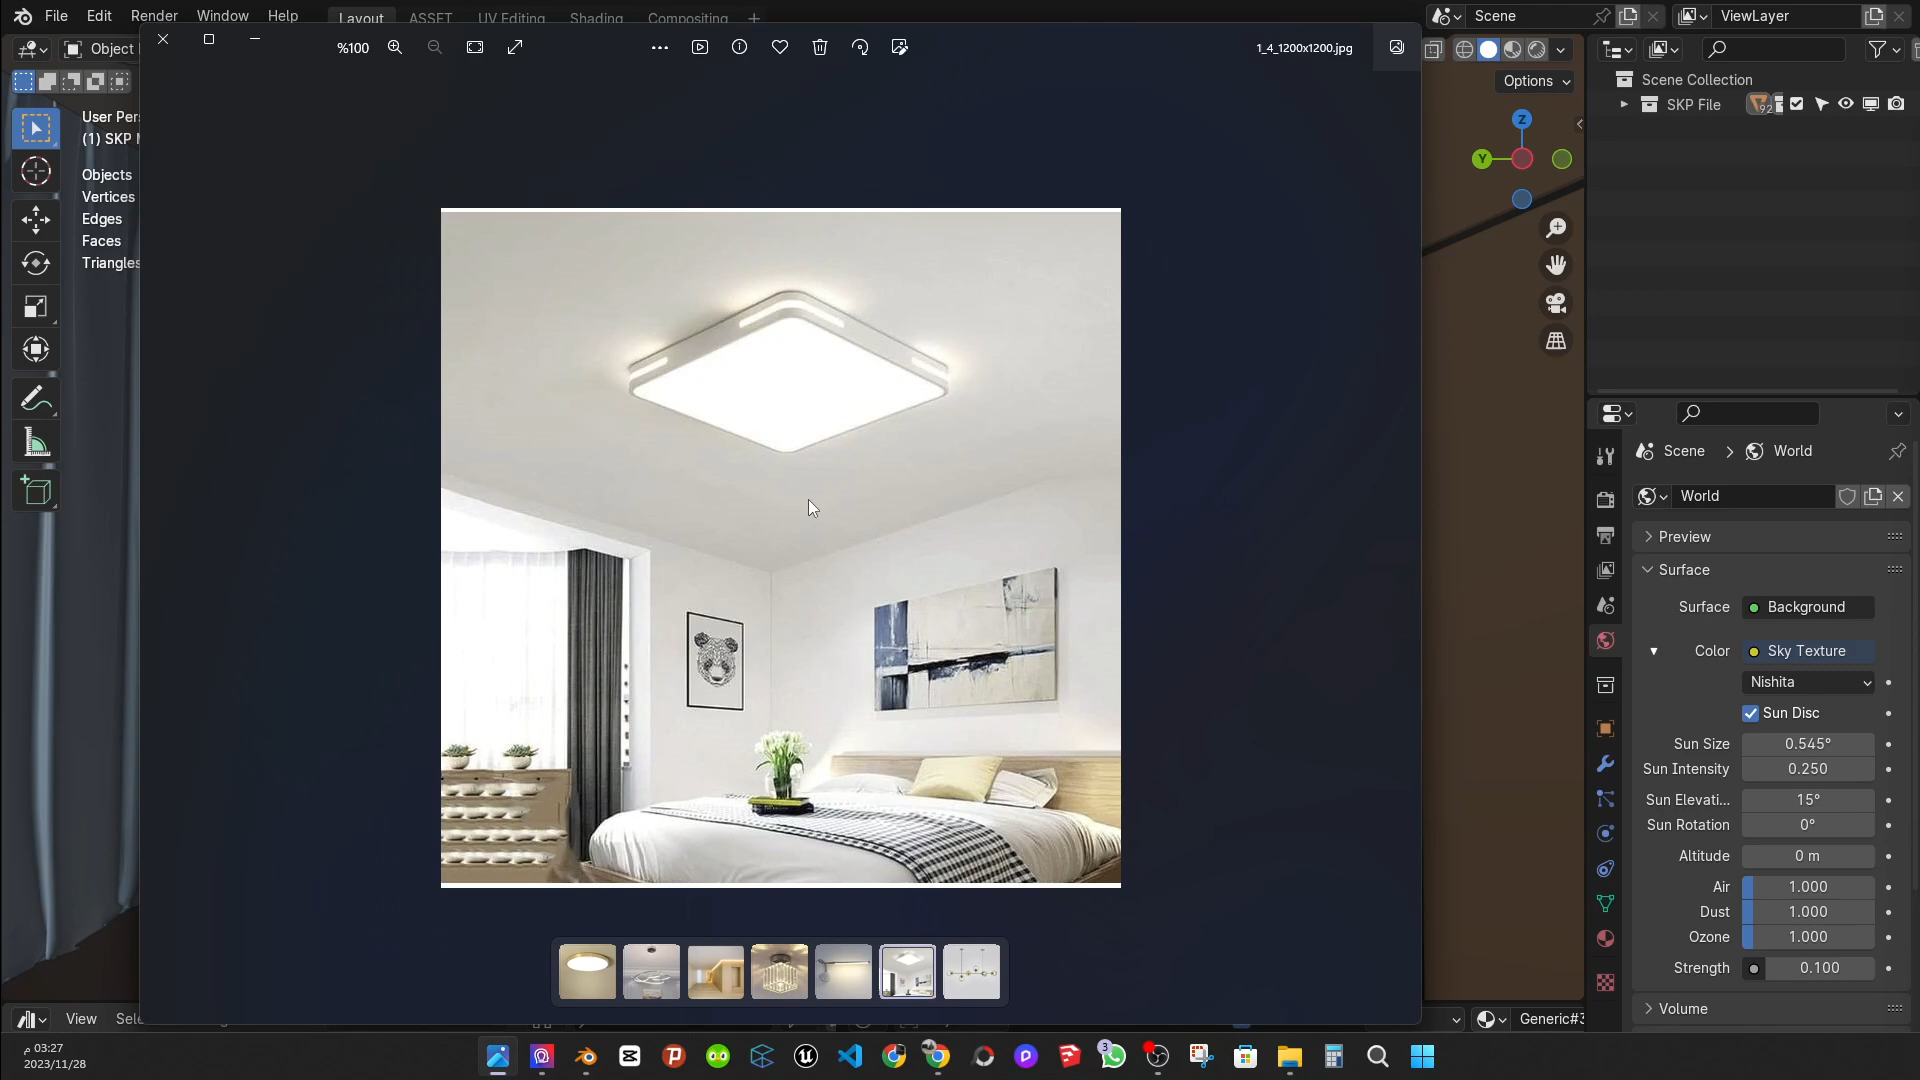 File Edit Render Window Help
Layout ASSET UV Editing Shading Compositing +
Scene
ViewLayer
Object
%100
1_4_1200x1200.jpg
Options
Scene Collection
SKP File
92
User Per
(1) SKP
Objects
Vertices
Edges
Faces
Triangles
Z
Y
Scene > World
World
Preview
Surface
Surface Background
Color Sky Texture
Nishita
Sun Disc
Sun Size 0.545°
Sun Intensity 0.250
Sun Elevati... 15°
Sun Rotation 0°
Altitude 0 m
Air 1.000
Dust 1.000
Ozone 1.000
Strength 0.100
Volume
View Sele
Generic#3
03:27 م
2023/11/28
3